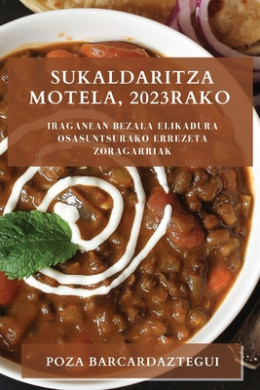 SUKALDARITZA
MOTELA, 2023RAKO
IRAGANEAN BEZALA ELIKADURA
OSASUNTSURAKO ERREZETA
ZORAGARRIAK
POZA BARCARDAZTEGUI